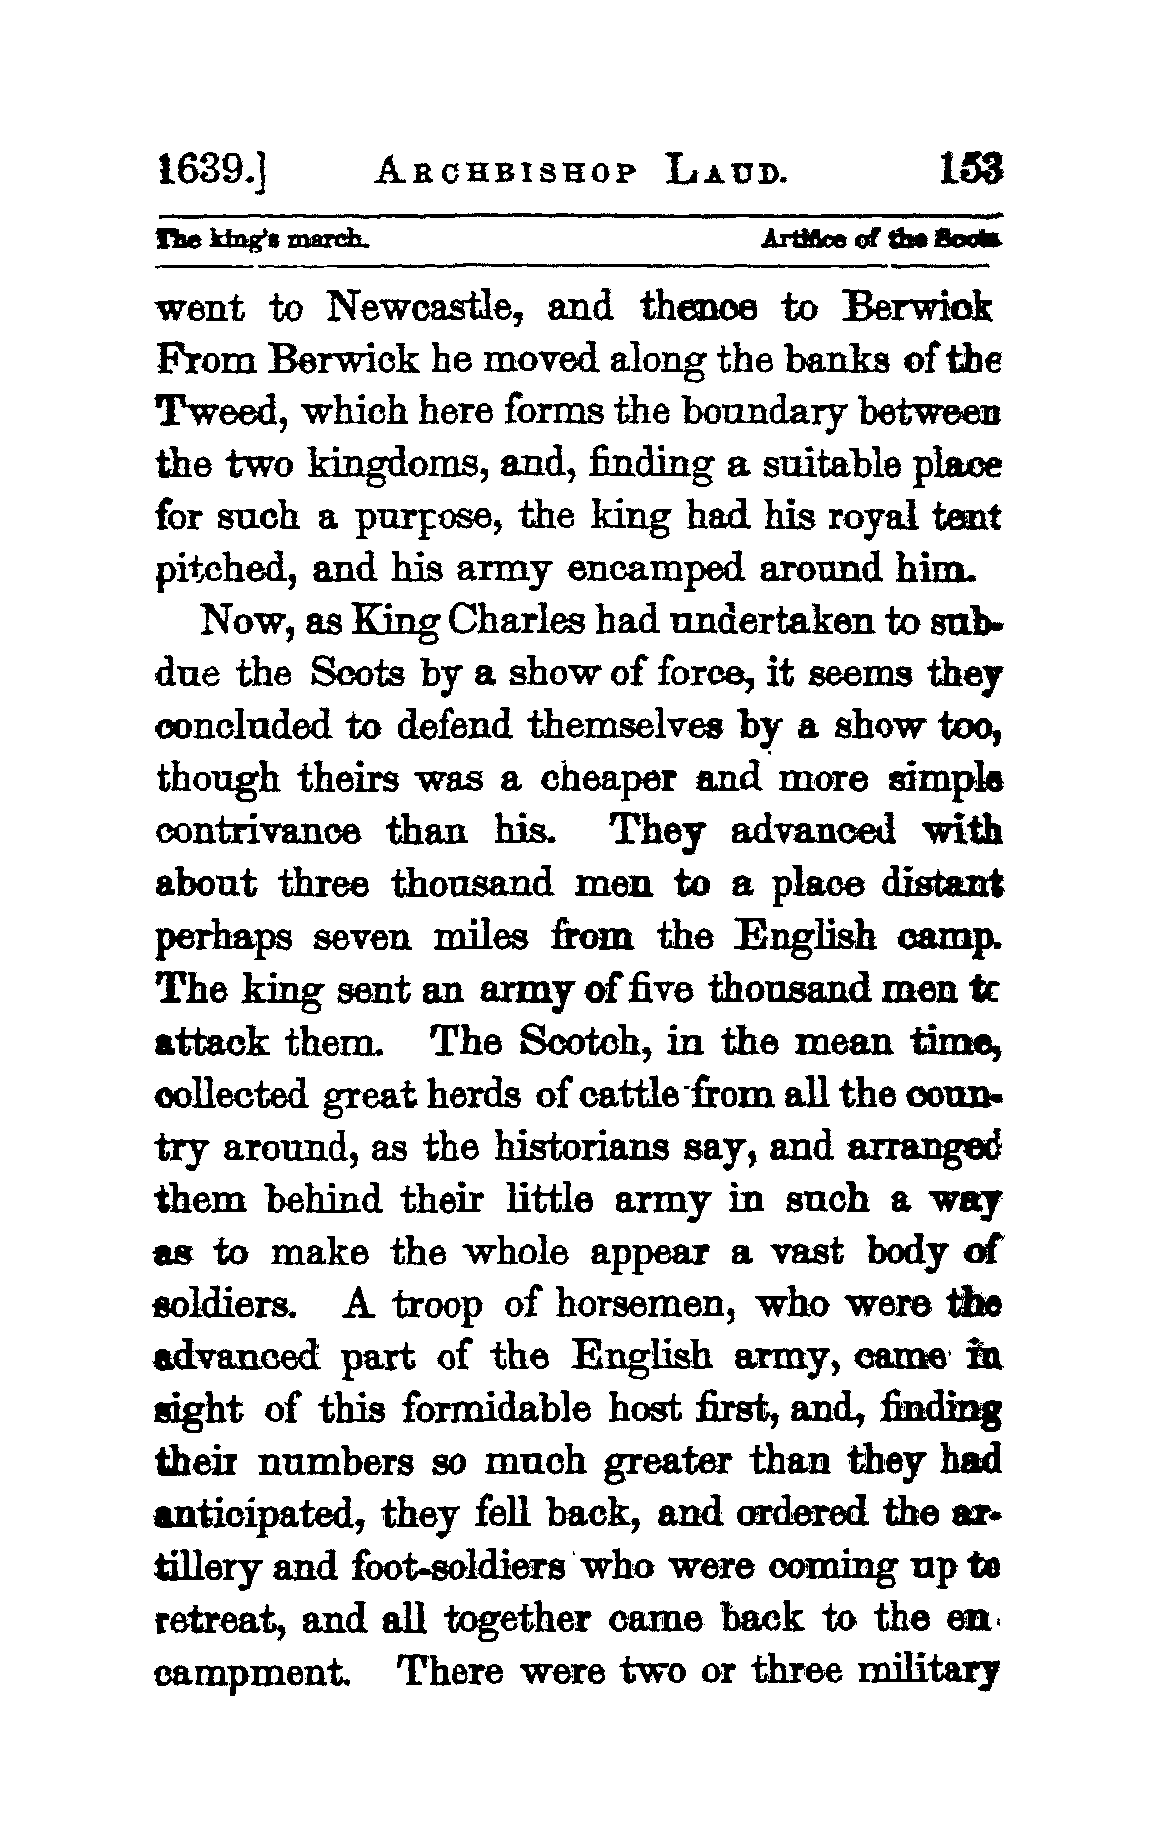 1639.] ARCHBISHOP LAUD. 153
The king's march. Artifice of the Scots.
went to Newcastle, and thence to Berwick
From Berwick he moved along the banks of the
Tweed, which here forms the boundary between
the two kingdoms, and, finding a suitable place
for such a purpose, the king had his royal tent
pitched, and his army encamped around him.
Now, as King Charles had undertaken to sub-
due the Scots by a show of force, it seems they
concluded to defend themselves by a show too,
though theirs was a cheaper and more simple
contrivance than his. They advanced with
about three thousand men to a place distant
perhaps seven miles from the English camp.
The king sent an army of five thousand men to
attack them. The Scotch, in the mean time,
collected great herds of cattle from all the coun-
try around, as the historians say, and arranged
them behind their little army in such a way
as to make the whole appear a vast body of
soldiers. A troop of horsemen, who were the
advanced part of the English army, came in
sight of this formidable host first, and, finding
their numbers so much greater than they had
anticipated, they fell back, and ordered the ar-
tillery and foot-soldiers who were coming up to
retreat, and all together came back to the en-
campment. There were two or three military